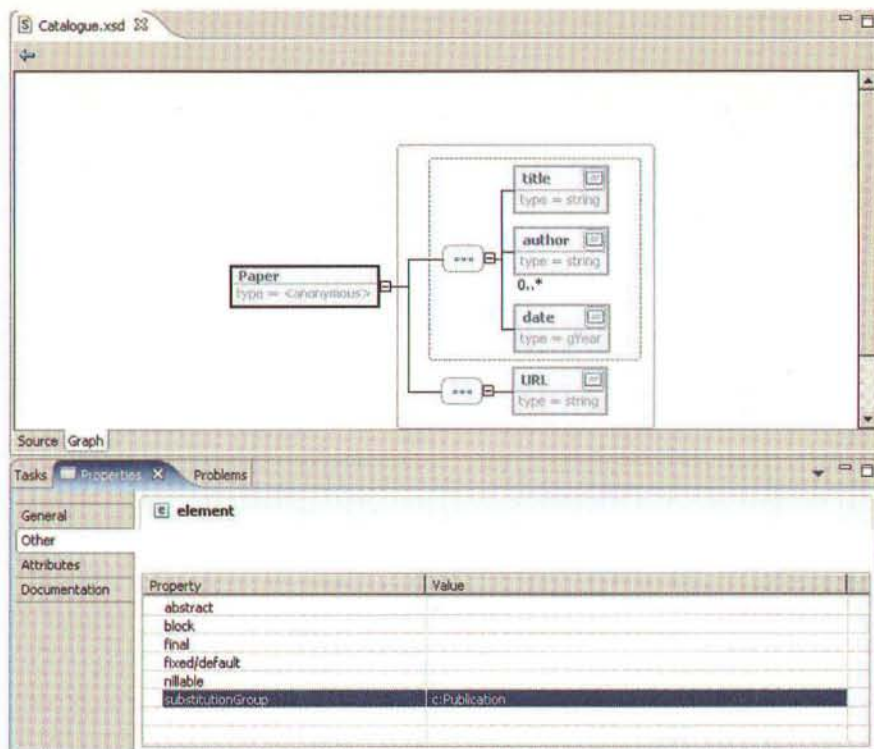 Catalogue.xsd
title
type = string
author
type = string
0..*
Paper
type = <anonymous>
date
type = gYear
URL
type = string
Source Graph
Tasks Properties Problems
General
Other
Attributes
Documentation
element
Property Value
abstract
block
final
fixed/default
nillable
substitutionGroup c:Publication